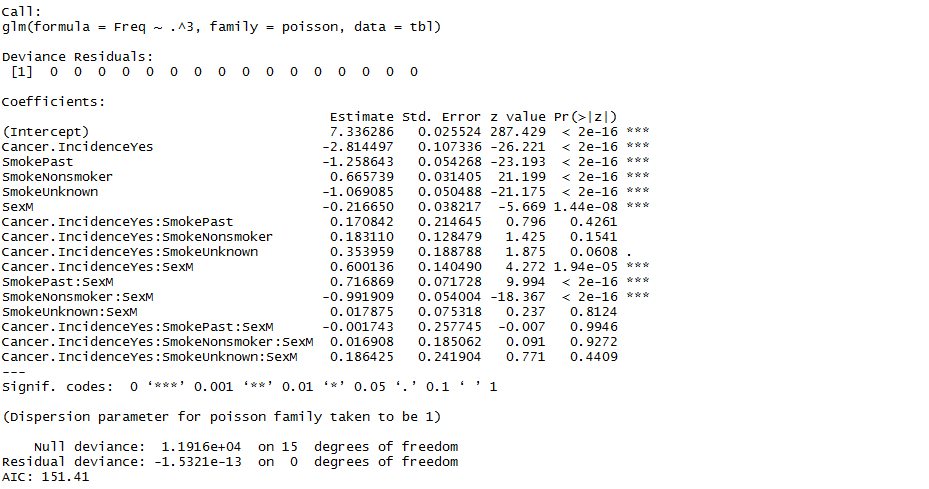 Call:
glm(formula = Freq ~ .^3, family = poisson, data = tbl)
Deviance Residuals:
[1] 0 0 0 0 0 0 0 0 0 0 0 0 0 0 0 0
Coefficients:
Estimate Std. Error z value Pr(>|z|)
(Intercept) 7.336286 0.025524 287.429 < 2e-16 ***
Cancer.IncidenceYes -2.814497 0.107336 -26.221 < 2e-16 ***
SmokePast -1.258643 0.054268 -23.193 < 2e-16 ***
SmokeNonsmoker 0.665739 0.031405 21.199 < 2e-16 ***
SmokeUnknown -1.069085 0.050488 -21.175 < 2e-16 ***
SexM -0.216650 0.038217 -5.669 1.44e-08 ***
Cancer.IncidenceYes:SmokePast 0.170842 0.214645 0.796 0.4261
Cancer.IncidenceYes:SmokeNonsmoker 0.183110 0.128479 1.425 0.1541
Cancer.IncidenceYes:SmokeUnknown 0.353959 0.188788 1.875 0.0608 .
Cancer.IncidenceYes:SexM 0.600136 0.140490 4.272 1.94e-05 ***
SmokePast:SexM 0.716869 0.071728 9.994 < 2e-16 ***
SmokeNonsmoker:SexM -0.991909 0.054004 -18.367 < 2e-16 ***
SmokeUnknown:SexM 0.017875 0.075318 0.237 0.8124
Cancer.IncidenceYes:SmokePast:SexM -0.001743 0.257745 -0.007 0.9946
Cancer.IncidenceYes:SmokeNonsmoker:SexM 0.016908 0.185062 0.091 0.9272
Cancer.IncidenceYes:SmokeUnknown:SexM 0.186425 0.241904 0.771 0.4409
---
Signif. codes: 0 ‘***’ 0.001 ‘**’ 0.01 ‘*’ 0.05 ‘.’ 0.1 ‘ ’ 1
(Dispersion parameter for poisson family taken to be 1)
Null deviance: 1.1916e+04 on 15 degrees of freedom
Residual deviance: -1.5321e-13 on 0 degrees of freedom
AIC: 151.41